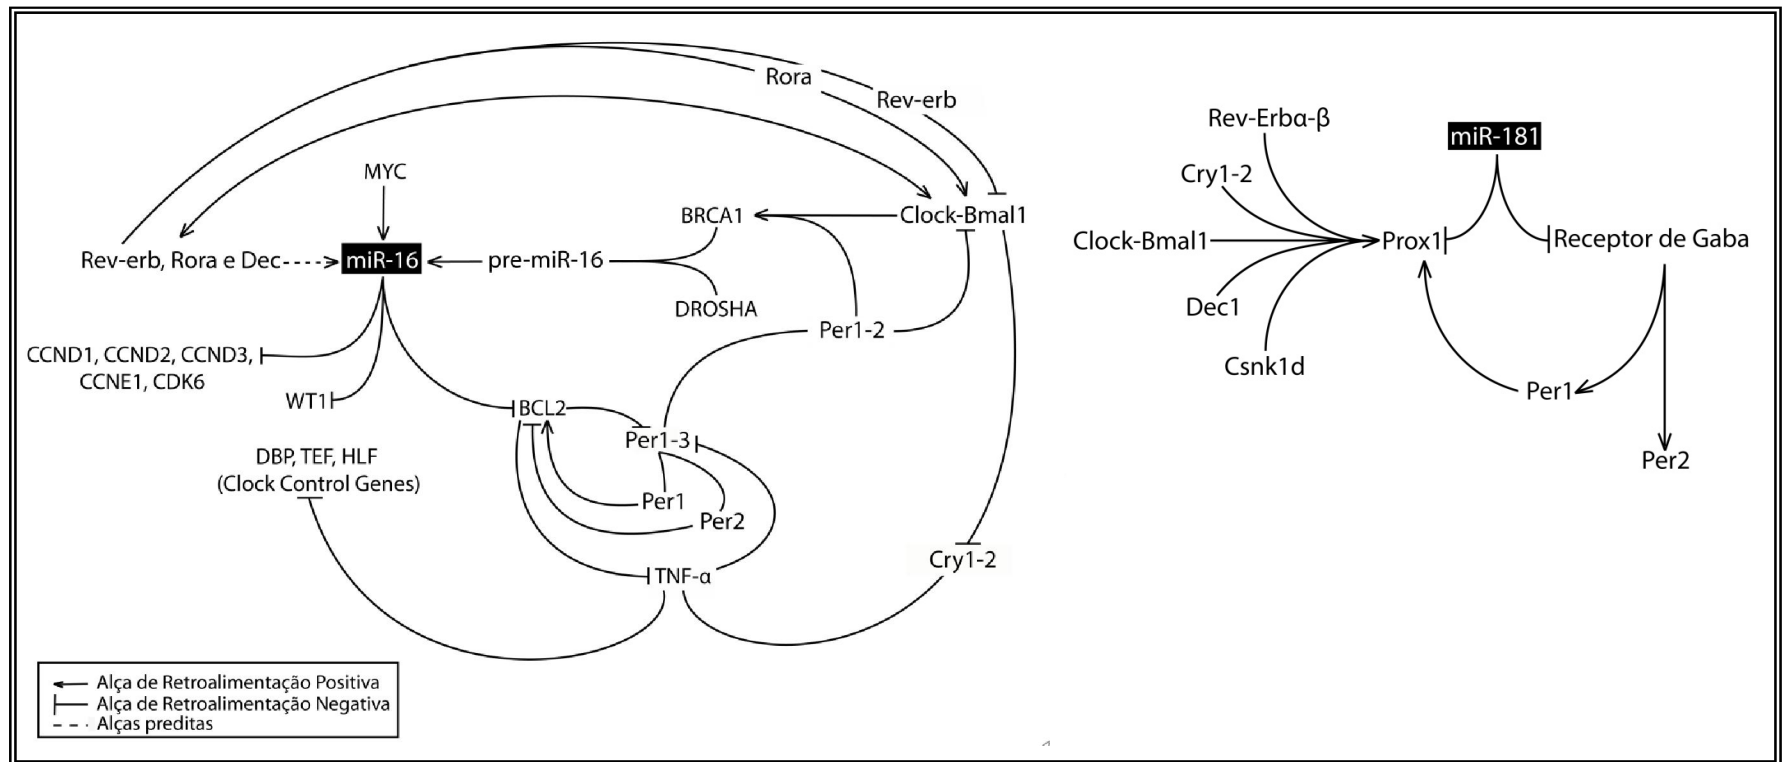 Rora
Rev-erb
MYC
BRCA1
Clock-Bmal1
Rev-erb, Rora e Dec
miR-16
pre-miR-16
DROSHA
Per1-2
CCND1, CCND2, CCND3,
CCNE1, CDK6
WT1
BCL2
Per1-3
DBP, TEF, HLF
(Clock Control Genes)
Per1
Per2
TNF-α
Cry1-2
Alça de Retroalimentação Positiva
Alça de Retroalimentação Negativa
Alças preditas
Rev-Erbα-β
miR-181
Cry1-2
Clock-Bmal1
Prox1
Receptor de Gaba
Dec1
Csnk1d
Per1
Per2